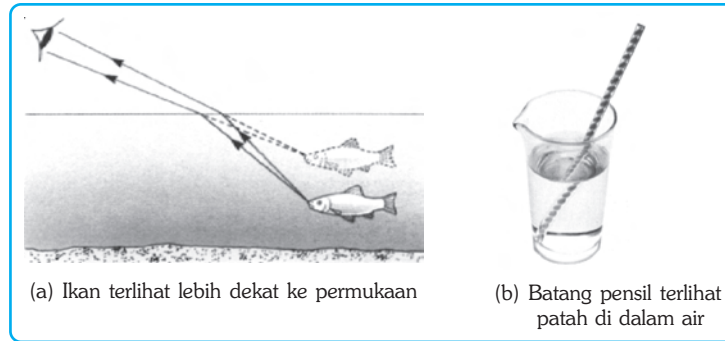 (a) Ikan terlihat lebih dekat ke permukaan
(b) Batang pensil terlihat
patah di dalam air